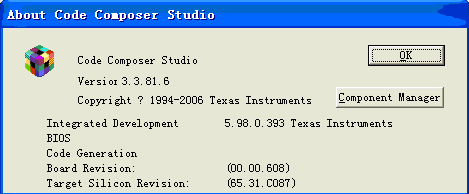 About Code Composer Studio
Code Composer Studio
OK
Version 3.3.81.6
Copyright ? 1994-2006 Texas Instruments
Component Manager
Integrated Development 5.98.0.393 Texas Instruments
BIOS
Code Generation
Board Revision: (00.00.608)
Target Silicon Revision: (65.31.C087)